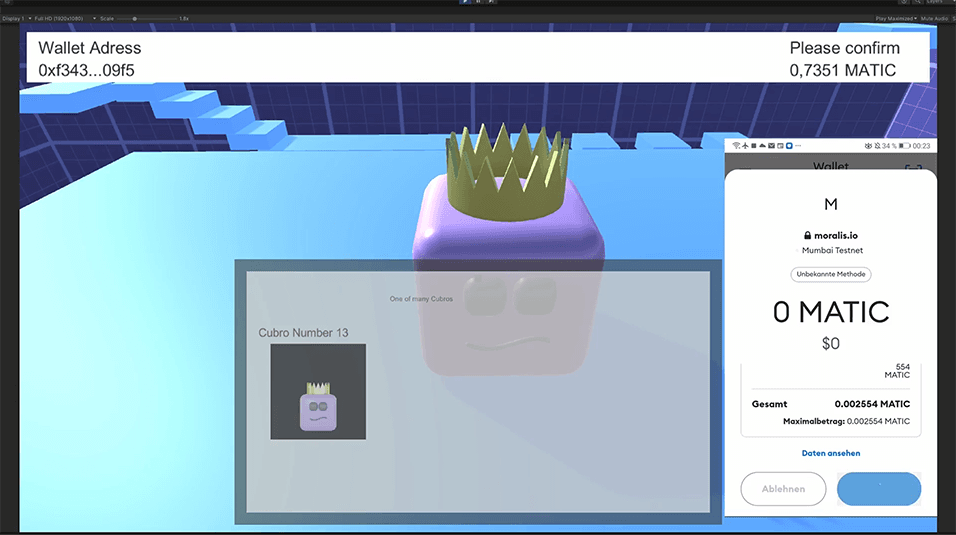 Display 1 Full HD (1920x1080) Scale 1.8x Play Maximized Mute Audio
Wallet Adress
0xf343...09f5
Please confirm
0,7351 MATIC
34 % 00:23
Wallet
M
moralis.io
Mumbai Testnet
Unbekannte Methode
0 MATIC
$0
554
MATIC
Gesamt 0.002554 MATIC
Maximalbetrag: 0.002554 MATIC
Daten ansehen
Ablehnen
One of many Cubros
Cubro Number 13